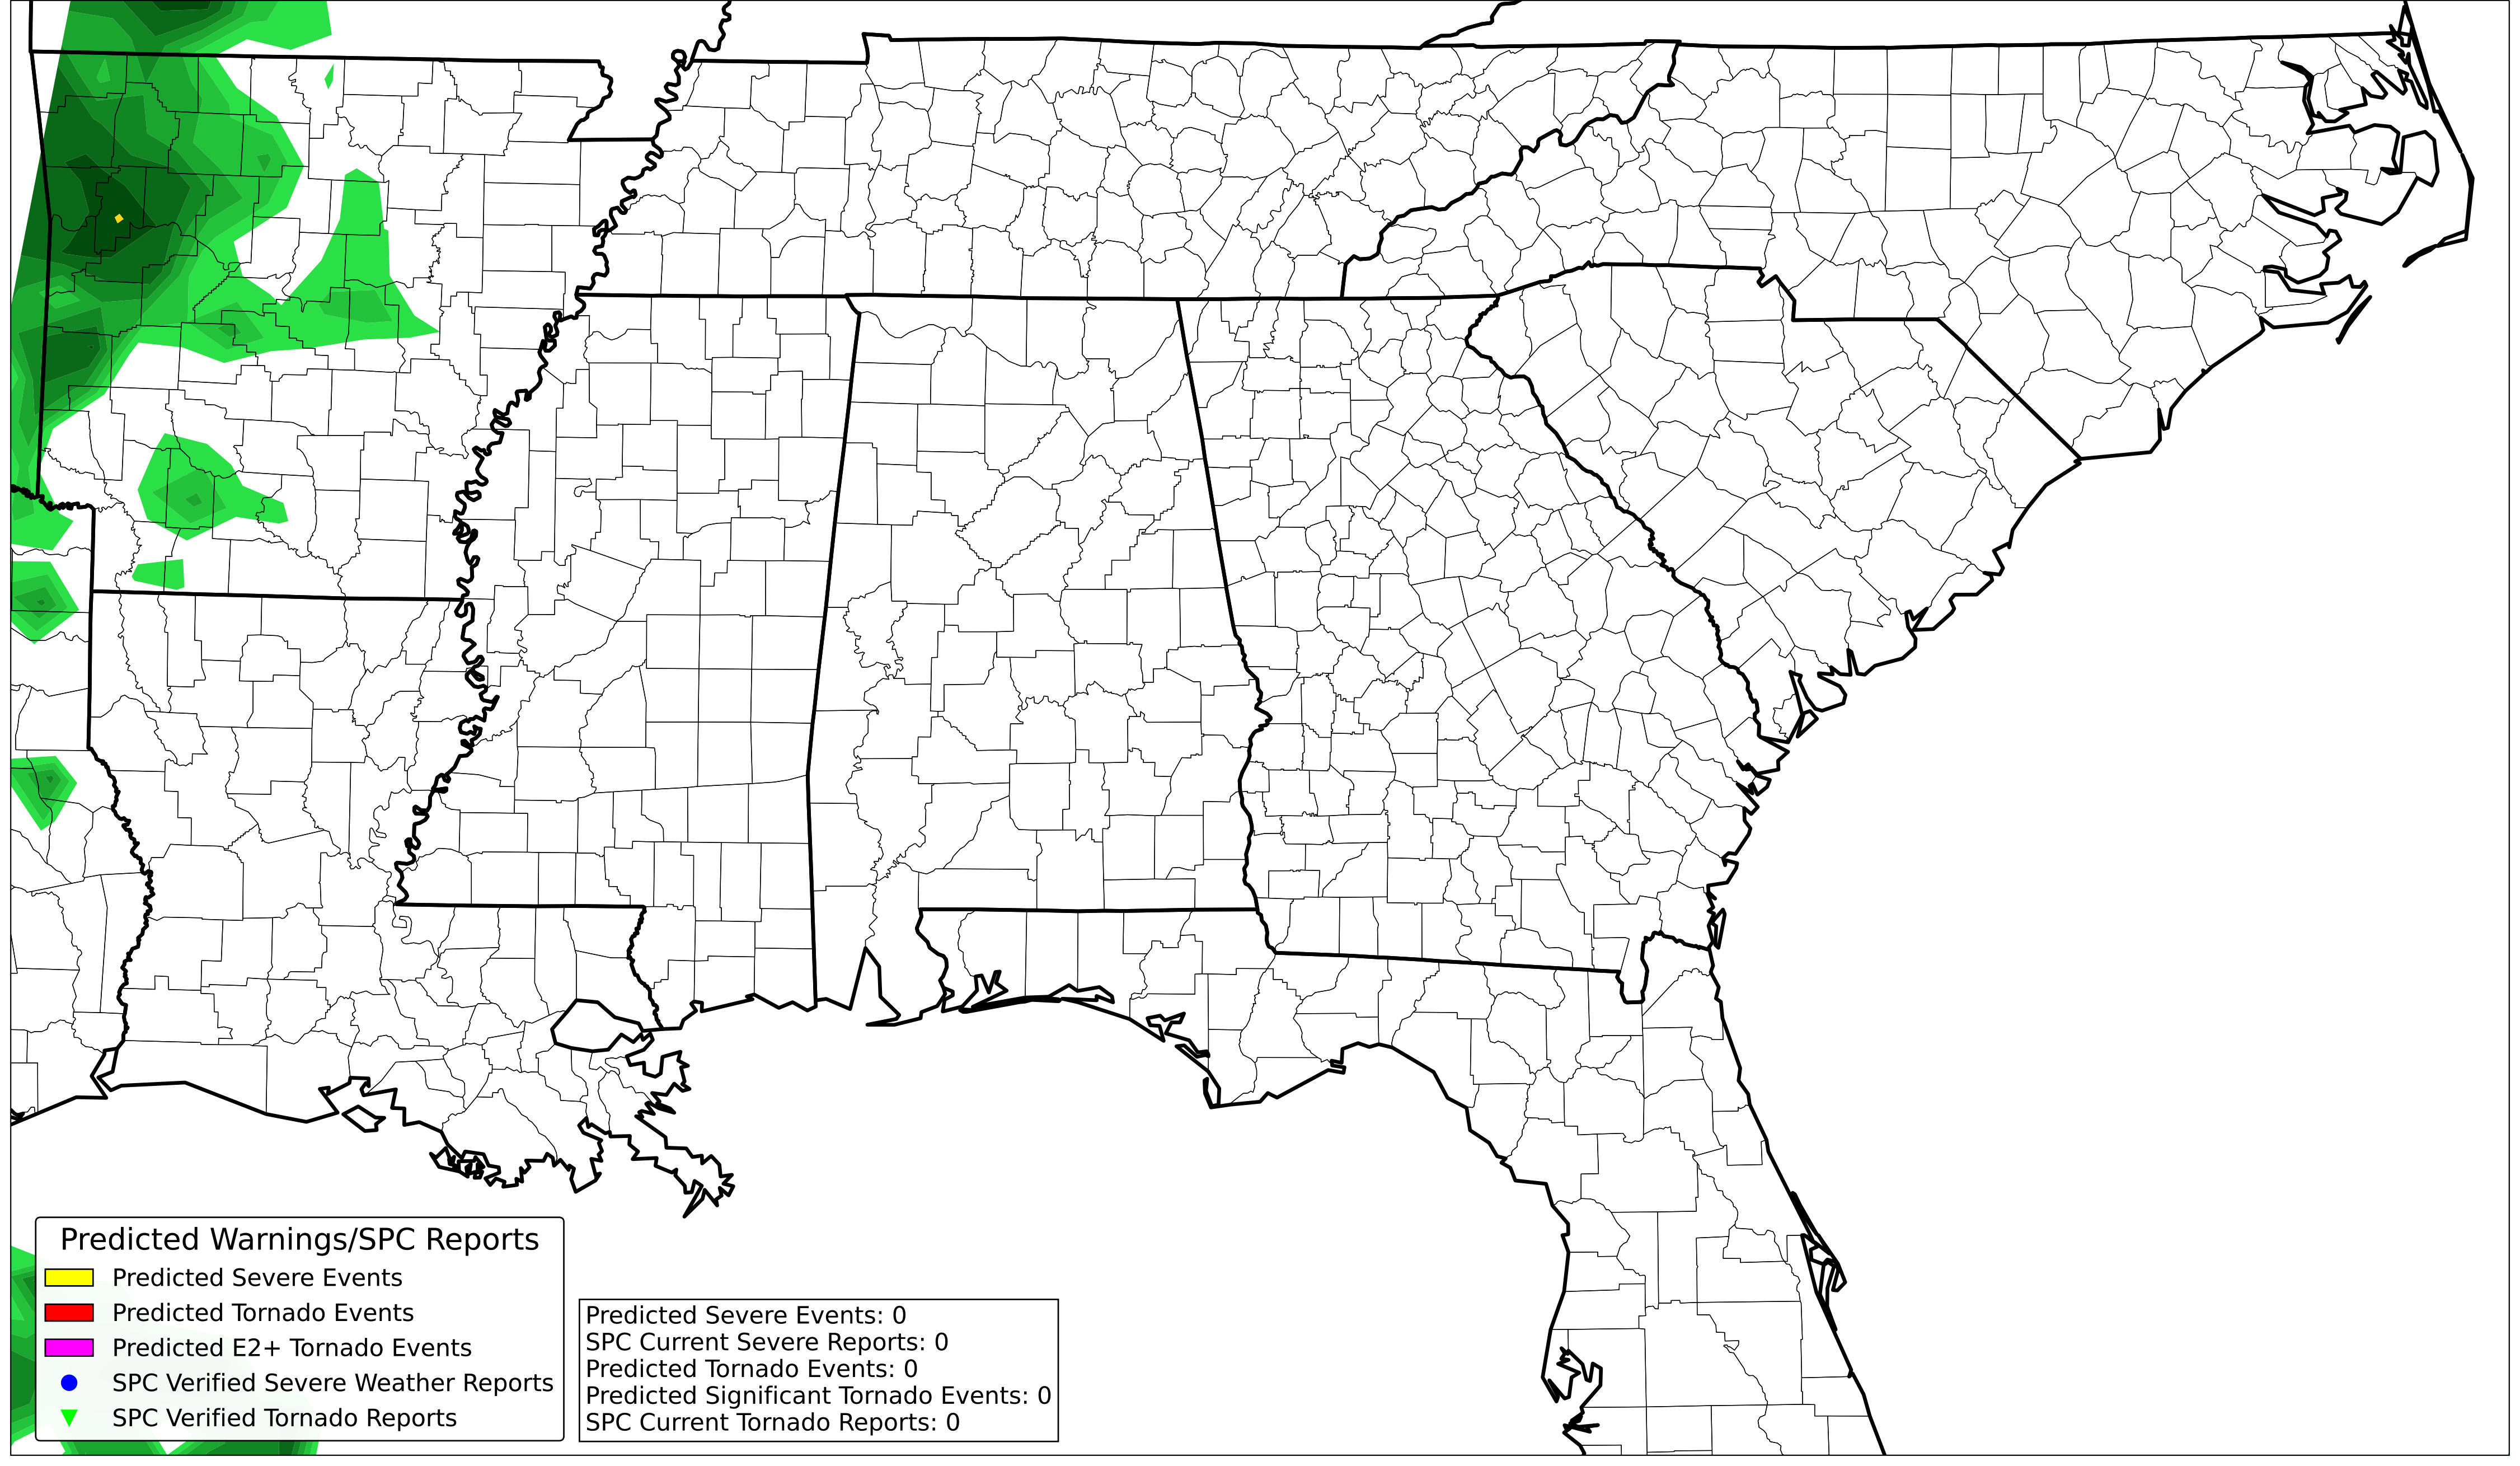 Predicted Warnings/SPC Reports
Predicted Severe Events
Predicted Tornado Events
Predicted E2+ Tornado Events
SPC Verified Severe Weather Reports
SPC Verified Tornado Reports
Predicted Severe Events: 0
SPC Current Severe Reports: 0
Predicted Tornado Events: 0
Predicted Significant Tornado Events: 0
SPC Current Tornado Reports: 0